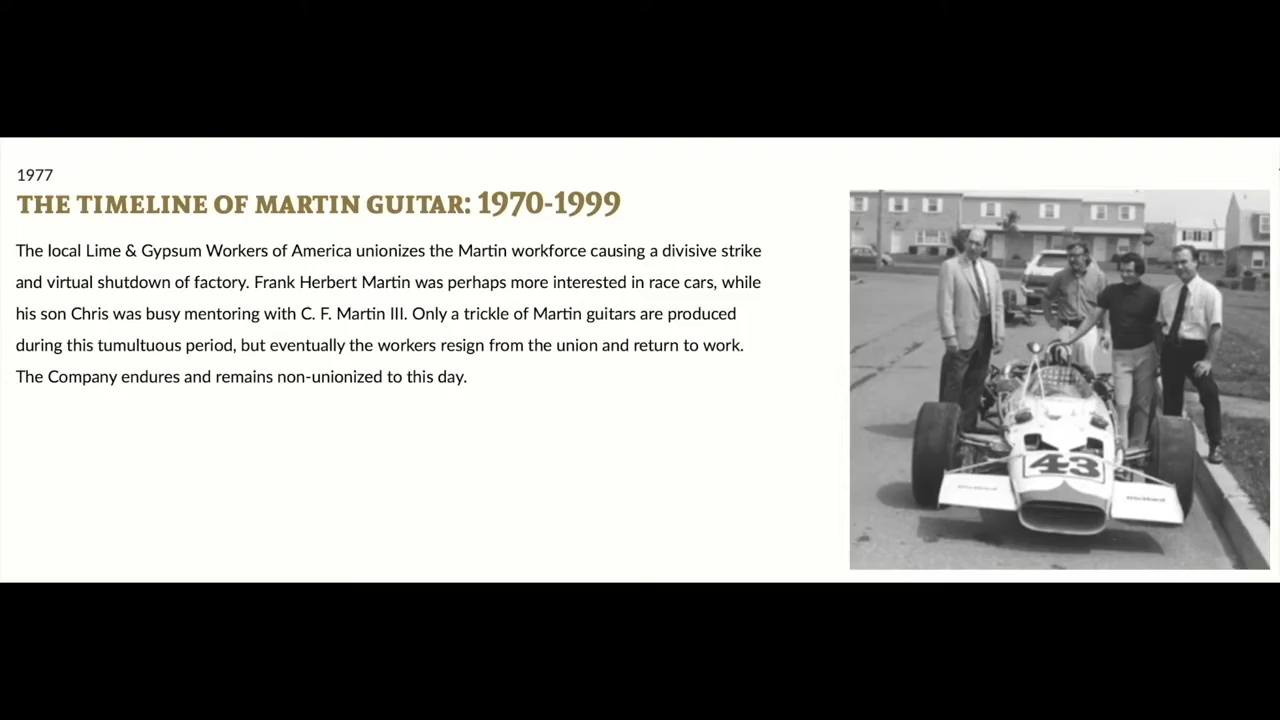 1977
THE TIMELINE OF MARTIN GUITAR: 1970-1999
The local Lime & Gypsum Workers of America unionizes the Martin workforce causing a divisive strike
and virtual shutdown of factory. Frank Herbert Martin was perhaps more interested in race cars, while
his son Chris was busy mentoring with C. F. Martin III. Only a trickle of Martin guitars are produced
during this tumultuous period, but eventually the workers resign from the union and return to work.
The Company endures and remains non-unionized to this day.
43